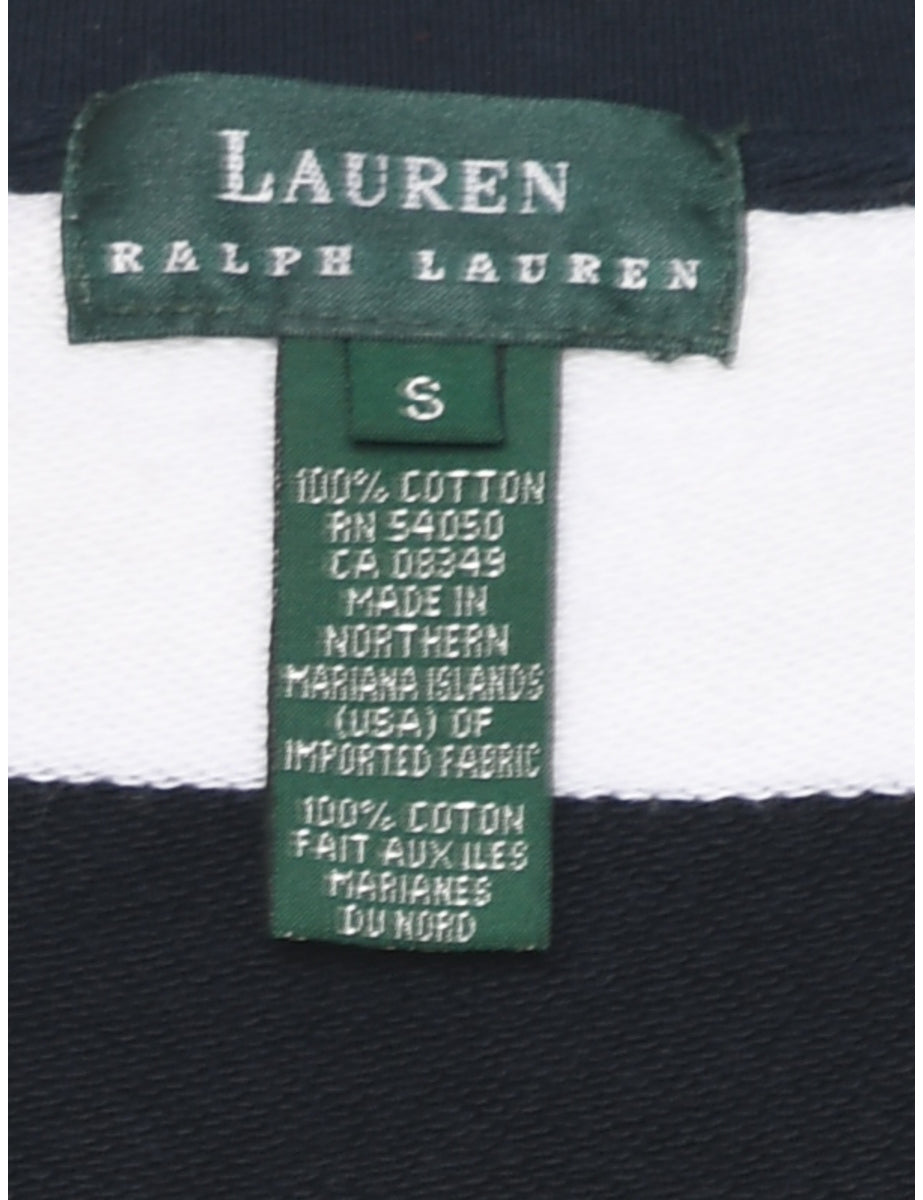 LAUREN
RALPH LAUREN
S
100% COTTON
RN 54050
CA 08349
MADE IN
NORTHERN
MARIANA ISLANDS
(USA) OF
IMPORTED FABRIC
100% COTON
FAIT AUX ILES
MARIANES
DU NORD